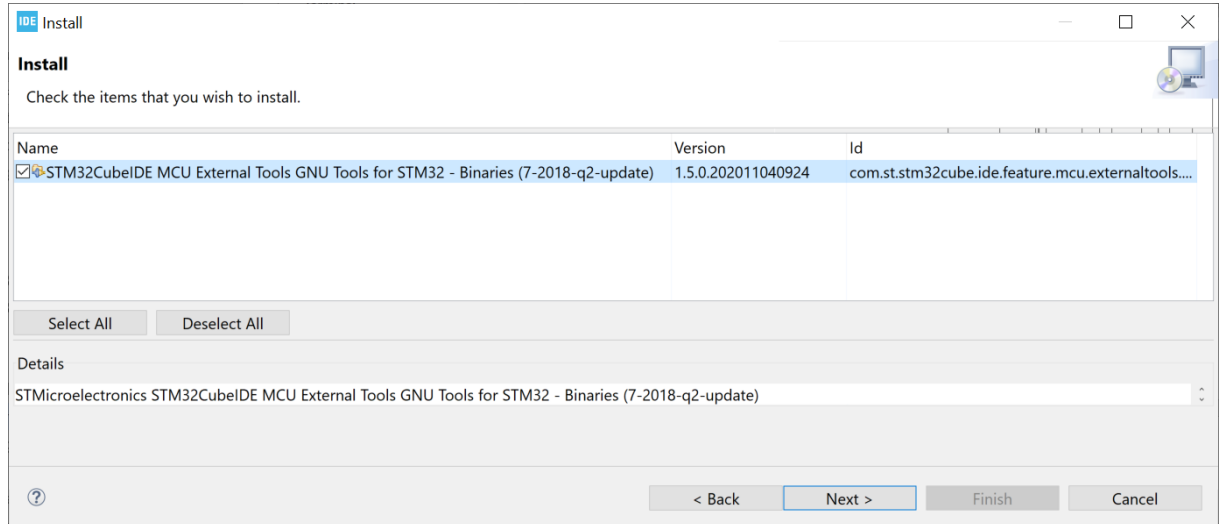 IDE Install
Install
Check the items that you wish to install.
Name Version Id
STM32CubeIDE MCU External Tools GNU Tools for STM32 - Binaries (7-2018-q2-update) 1.5.0.202011040924 com.st.stm32cube.ide.feature.mcu.externaltools....
Select All Deselect All
Details
STMicroelectronics STM32CubeIDE MCU External Tools GNU Tools for STM32 - Binaries (7-2018-q2-update)
? < Back Next > Finish Cancel